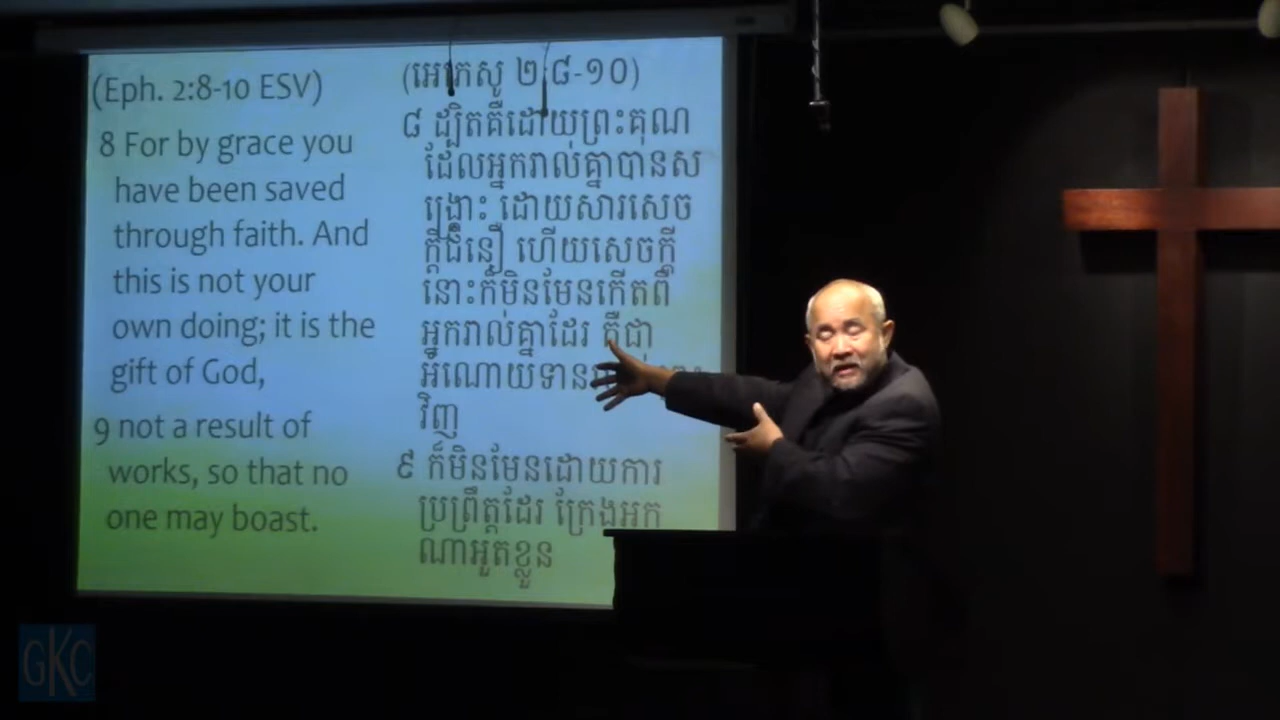 (Eph. 2:8-10 ESV)
8 For by grace you
have been saved
through faith. And
this is not your
own doing; it is the
gift of God,
9 not a result of
works, so that no
one may boast.
(អេភេសូ ២:៨-១០)
៨ ដ្បិតគឺដោយព្រះគុណ
ដែលអ្នករាល់គ្នាបានស
ង្គ្រោះ ដោយសារសេច
ក្តីជំនឿ ហើយសេចក្តី
នោះក៏មិនមែនកើតពី
អ្នករាល់គ្នាដែរ គឺជា
អំណោយទាន
វិញ
៩ ក៏មិនមែនដោយការ
ប្រព្រឹត្តដែរ ក្រែងអ្នក
ណាអួតខ្លួន
GKC